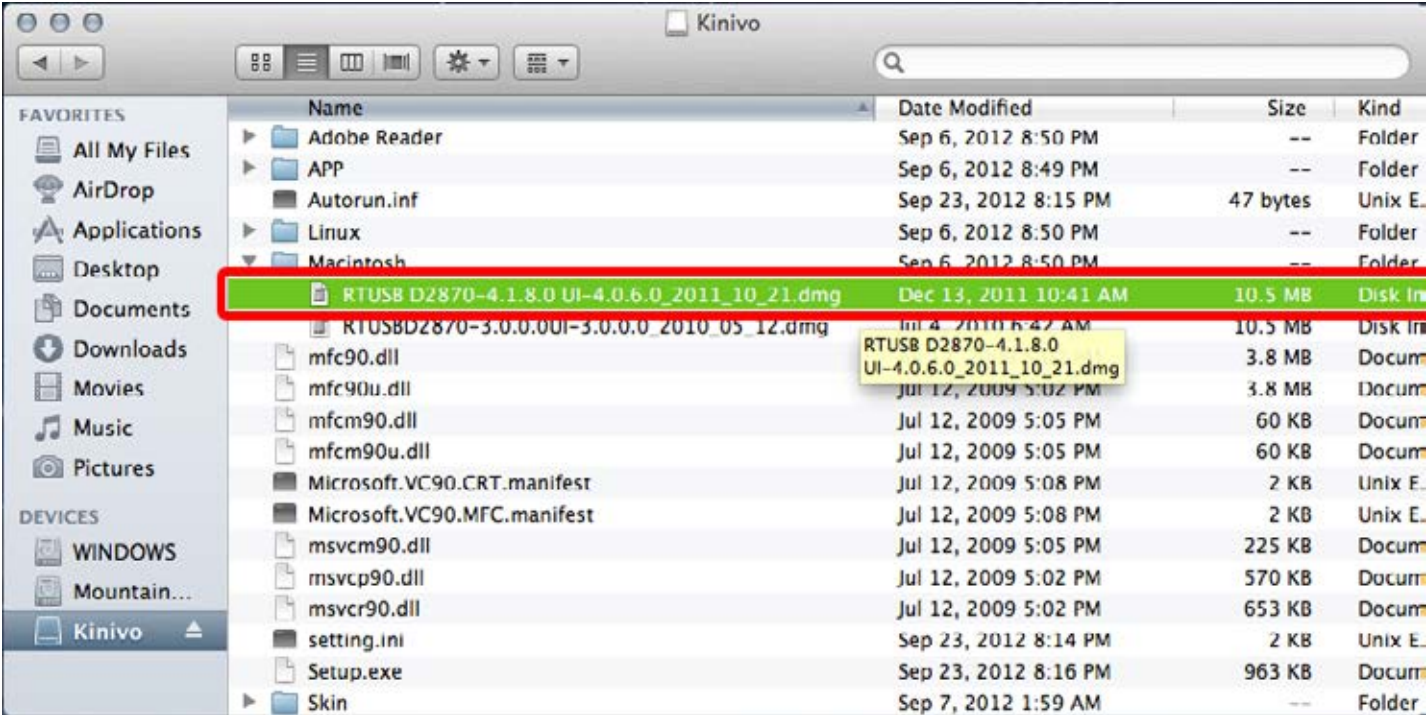 Kinivo
FAVORITES
All My Files
AirDrop
Applications
Desktop
Documents
Downloads
Movies
Music
Pictures
DEVICES
WINDOWS
Mountain...
Kinivo
Name Date Modified Size Kind
Adobe Reader Sep 6, 2012 8:50 PM -- Folder
APP Sep 6, 2012 8:49 PM -- Folder
Autorun.inf Sep 23, 2012 8:15 PM 47 bytes Unix E.
Linux Sep 6, 2012 8:50 PM -- Folder
Macintosh Sep 6, 2012 8:50 PM -- Folder
RTUSB D2870-4.1.8.0 UI-4.0.6.0_2011_10_21.dmg Dec 13, 2011 10:41 AM 10.5 MB Disk Im
RTUSBD2870-3.0.0.0UI-3.0.0.0_2010_05_12.dmg Jul 4, 2010 6:42 AM 10.5 MB Disk Im
RTUSB D2870-4.1.8.0
UI-4.0.6.0_2011_10_21.dmg
mfc90.dll 3.8 MB Docum
mfc90u.dll Jul 12, 2009 5:02 PM 3.8 MB Docum
mfcm90.dll Jul 12, 2009 5:05 PM 60 KB Docum
mfcm90u.dll Jul 12, 2009 5:05 PM 60 KB Docum
Microsoft.VC90.CRT.manifest Jul 12, 2009 5:08 PM 2 KB Unix E.
Microsoft.VC90.MFC.manifest Jul 12, 2009 5:08 PM 2 KB Unix E.
msvcm90.dll Jul 12, 2009 5:05 PM 225 KB Docum
msvcp90.dll Jul 12, 2009 5:02 PM 570 KB Docum
msvcr90.dll Jul 12, 2009 5:02 PM 653 KB Docum
setting.ini Sep 23, 2012 8:14 PM 2 KB Unix E.
Setup.exe Sep 23, 2012 8:16 PM 963 KB Docum
Skin Sep 7, 2012 1:59 AM -- Folder